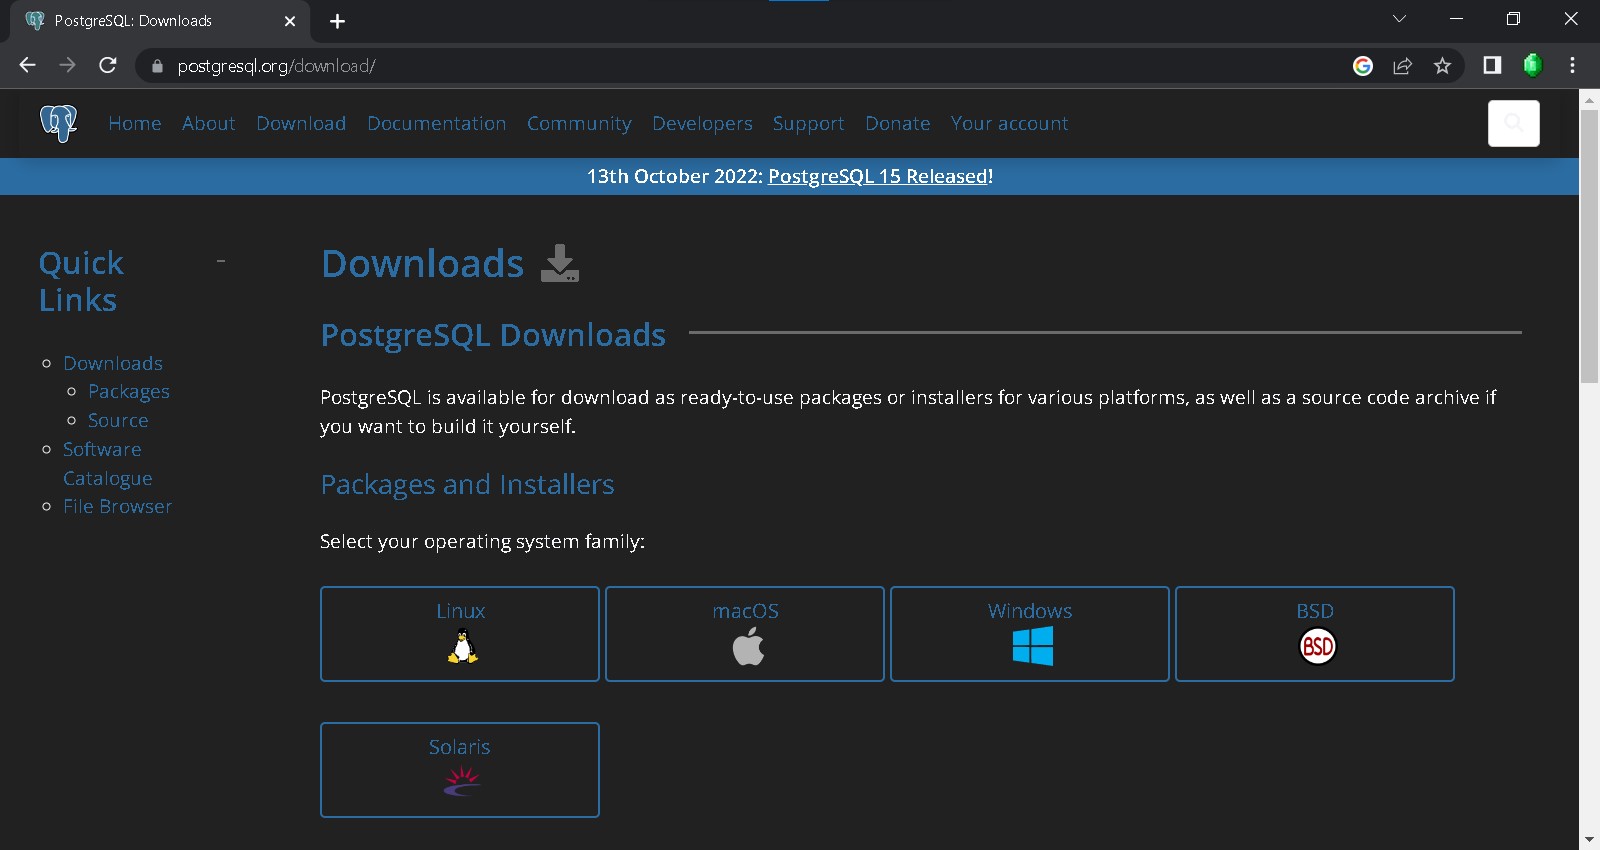 PostgreSQL: Downloads
postgresql.org/download/
Home About Download Documentation Community Developers Support Donate Your account
13th October 2022: PostgreSQL 15 Released!
Quick
Links
Downloads
Packages
Source
Software
Catalogue
File Browser
Downloads
PostgreSQL Downloads
PostgreSQL is available for download as ready-to-use packages or installers for various platforms, as well as a source code archive if
you want to build it yourself.
Packages and Installers
Select your operating system family:
Linux macOS Windows BSD
BSD
Solaris